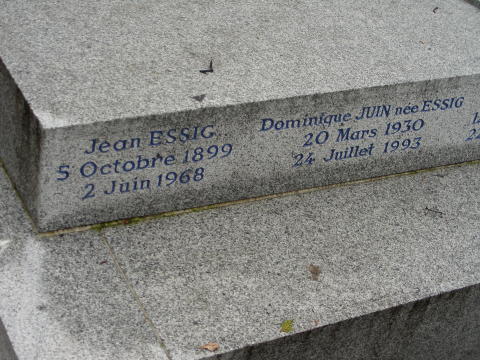 Jean ESSIG
5 Octobre 1899
2 Juin 1968
Dominique JUIN née ESSIG
20 Mars 1930
24 Juillet 1993